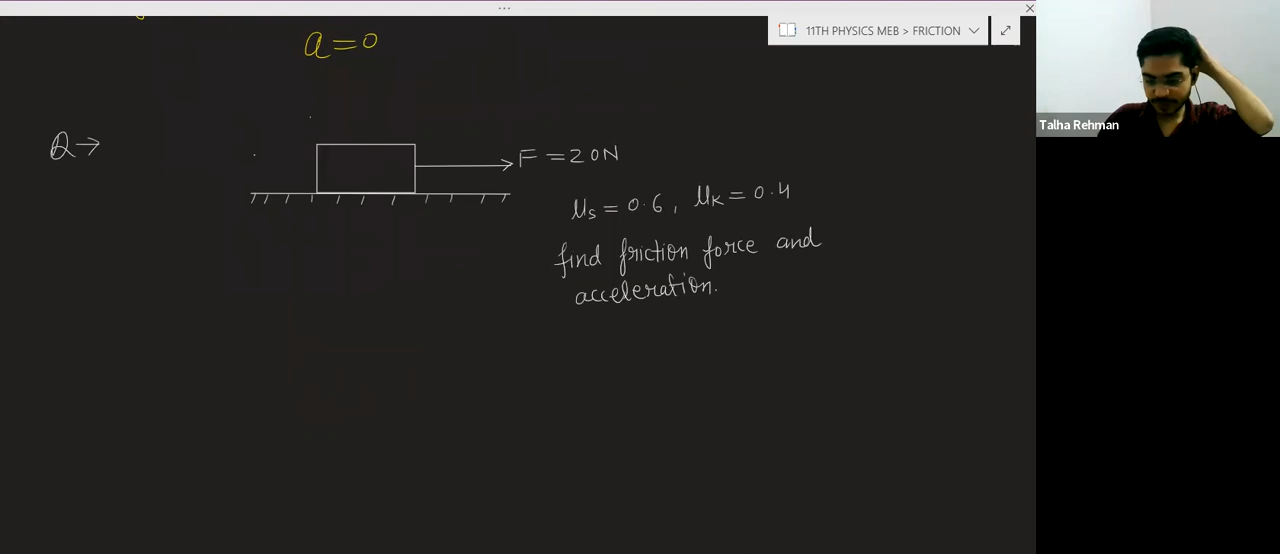 a = 0
11TH PHYSICS MEB > FRICTION
Talha Rehman
Q →
F = 20N
μs = 0.6, μK = 0.4
find friction force and
acceleration.